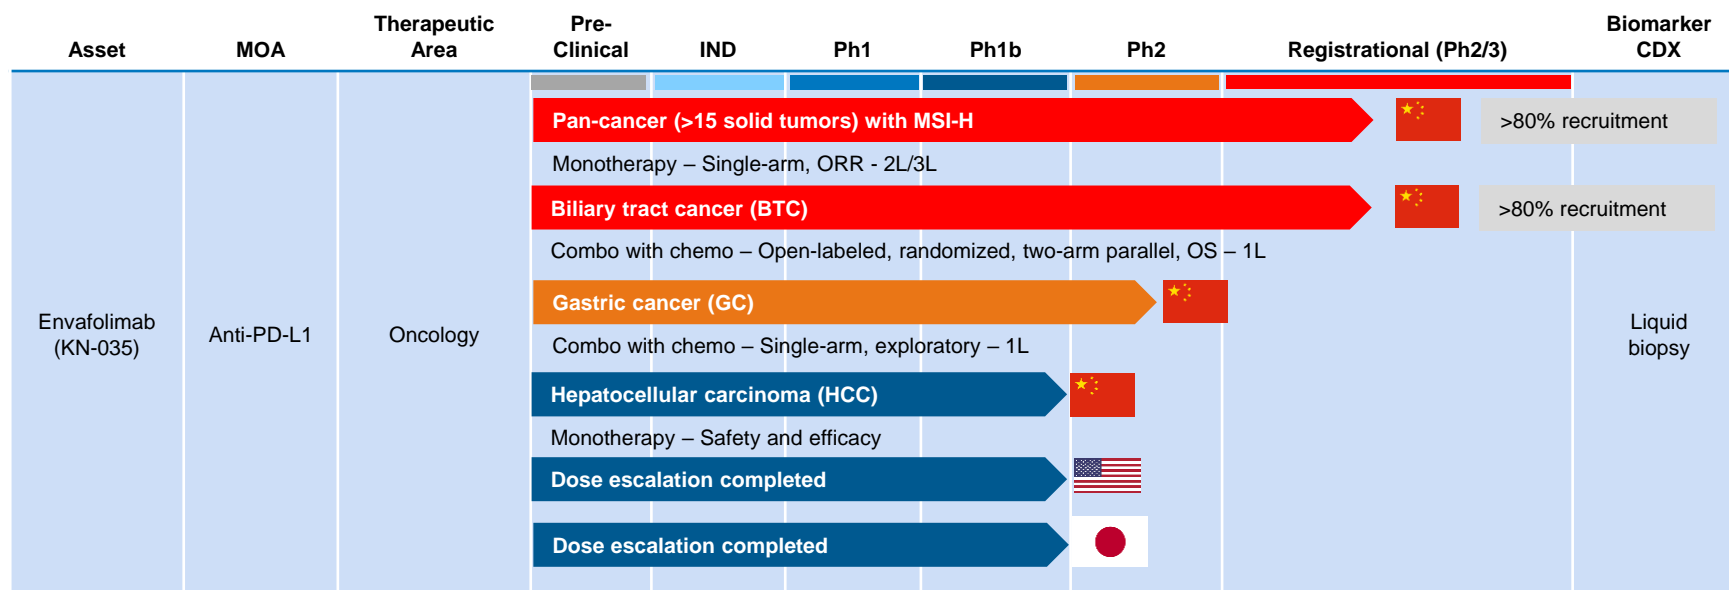 Asset
MOA
Therapeutic
Area
Pre-
Clinical
IND
Ph1
Ph1b
Ph2
Registrational (Ph2/3)
Biomarker
CDX
Envafolimab
(KN-035)
Anti-PD-L1
Oncology
Pan-cancer (>15 solid tumors) with MSI-H
>80% recruitment
Monotherapy – Single-arm, ORR - 2L/3L
Biliary tract cancer (BTC)
>80% recruitment
Combo with chemo – Open-labeled, randomized, two-arm parallel, OS – 1L
Gastric cancer (GC)
Combo with chemo – Single-arm, exploratory – 1L
Hepatocellular carcinoma (HCC)
Monotherapy – Safety and efficacy
Dose escalation completed
Dose escalation completed
Liquid
biopsy